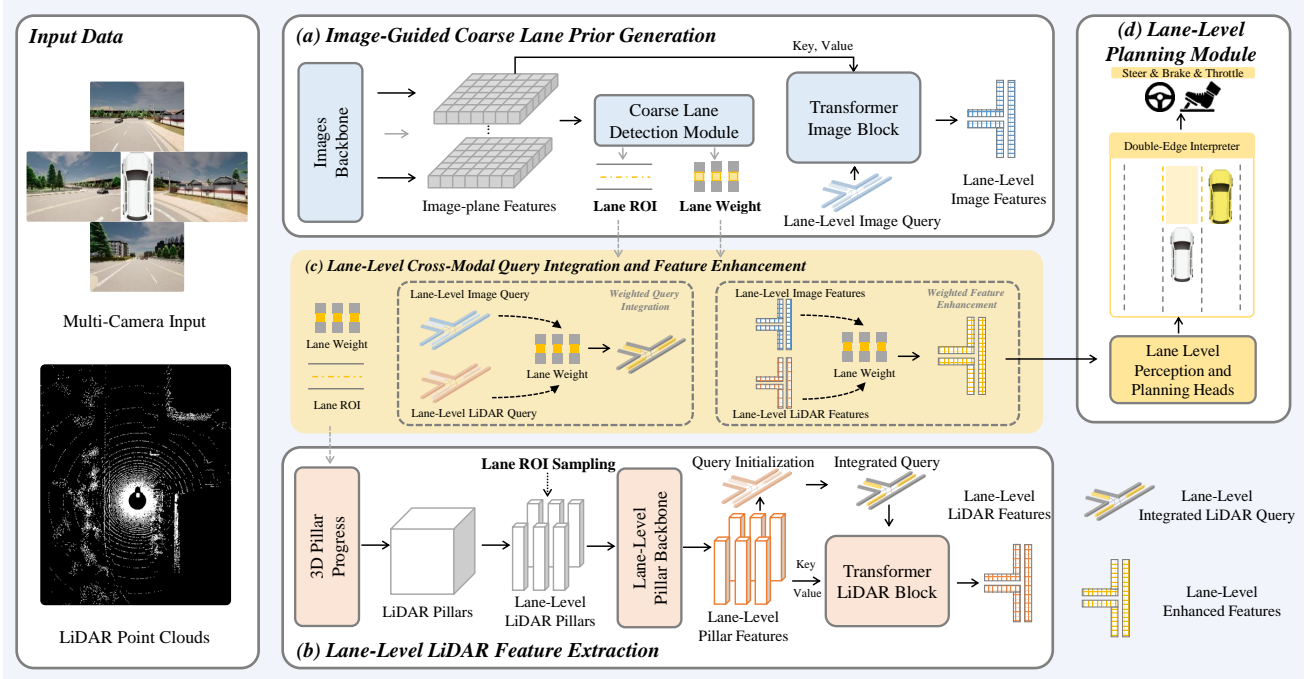 Input Data
Multi-Camera Input
LiDAR Point Clouds
(a) Image-Guided Coarse Lane Prior Generation
Images
Backbone
Image-plane Features
Key, Value
Coarse Lane
Detection Module
Lane ROI
Lane Weight
Transformer
Image Block
Lane-Level Image Query
Lane-Level
Image Features
(c) Lane-Level Cross-Modal Query Integration and Feature Enhancement
Lane Weight
Lane ROI
Lane-Level Image Query
Weighted Query
Integration
Lane Weight
Lane-Level LiDAR Query
Lane-Level Image Features
Weighted Feature
Enhancement
Lane Weight
Lane-Level LiDAR Features
3D Pillar
Progress
LiDAR Pillars
Lane ROI Sampling
Lane-Level
LiDAR Pillars
Lane-Level
Pillar Backbone
Query Initialization
Lane-Level
Pillar Features
Key
Value
Integrated Query
Transformer
LiDAR Block
Lane-Level
LiDAR Features
(b) Lane-Level LiDAR Feature Extraction
(d) Lane-Level
Planning Module
Steer & Brake & Throttle
Double-Edge Interpreter
Lane Level
Perception and
Planning Heads
Lane-Level
Integrated LiDAR Query
Lane-Level
Enhanced Features